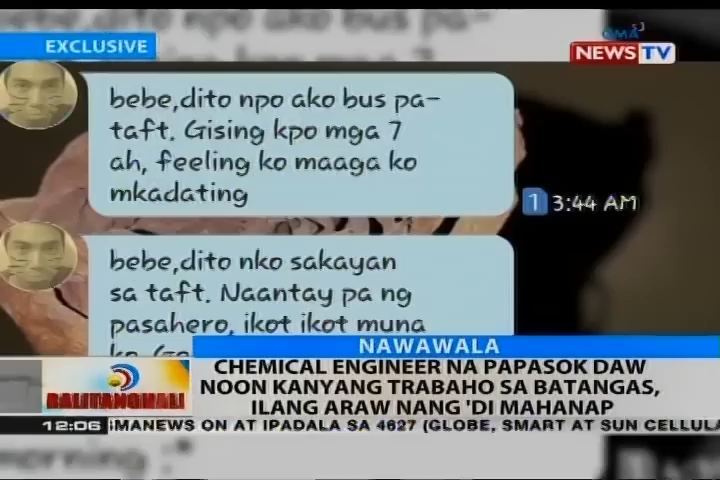 GMA
EXCLUSIVE
NEWS TV
bebe,dito npo ako bus pa-
taft. Gising kpo mga 7
ah, feeling ko maaga ko
mkadating
1 3:44 AM
bebe,dito nko sakayan
sa taft. Naantay pa ng
pasahero, ikot ikot muna
NAWAWALA
CHEMICAL ENGINEER NA PAPASOK DAW
NOON KANYANG TRABAHO SA BATANGAS,
ILANG ARAW NANG 'DI MAHANAP
BALITANGHALI
12:06 MANEWS ON AT IPADALA SA 4627 (GLOBE, SMART AT SUN CELLULA
morning :*